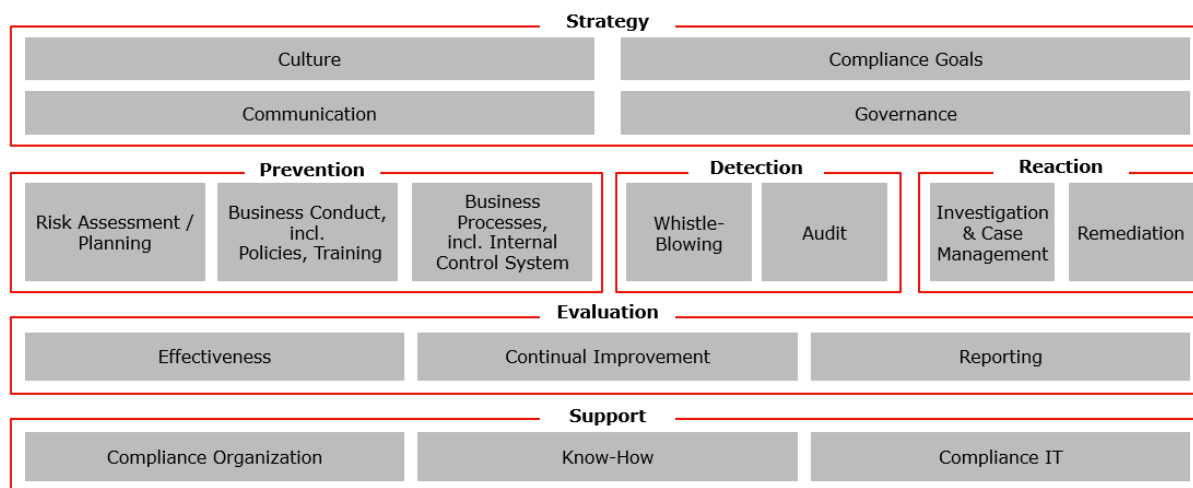 Strategy
Culture
Compliance Goals
Communication
Governance
Prevention
Risk Assessment /
Planning
Business Conduct,
incl.
Policies, Training
Business
Processes,
incl. Internal
Control System
Detection
Whistle-
Blowing
Audit
Reaction
Investigation
& Case
Management
Remediation
Evaluation
Effectiveness
Continual Improvement
Reporting
Support
Compliance Organization
Know-How
Compliance IT